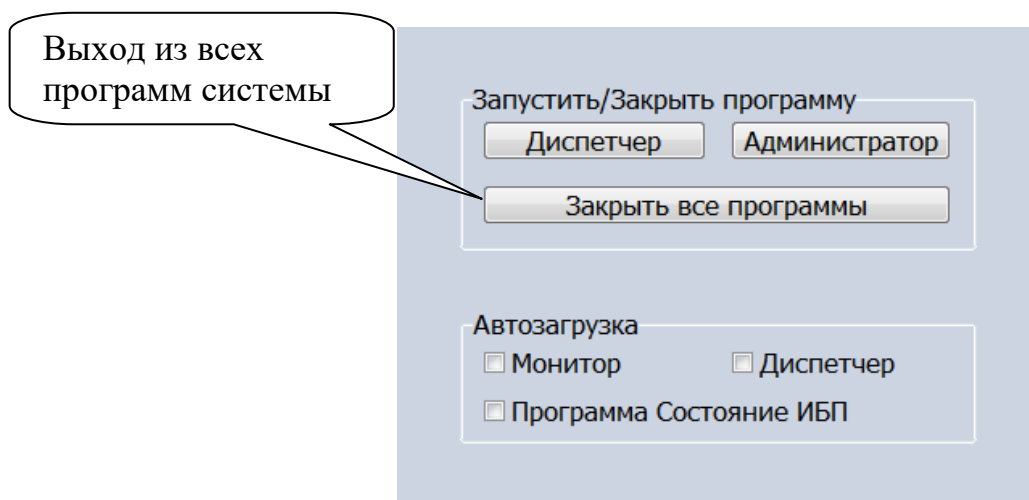 Выход из всех
программ системы
Запустить/Закрыть программу
Диспетчер
Администратор
Закрыть все программы
Автозагрузка
Монитор
Диспетчер
Программа Состояние ИБП